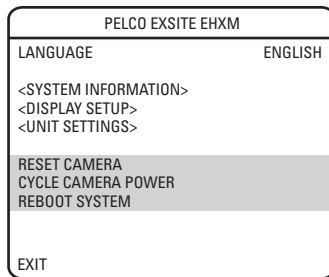 PELCO EXSITE EHXM
LANGUAGE ENGLISH
<SYSTEM INFORMATION>
<DISPLAY SETUP>
<UNIT SETTINGS>
RESET CAMERA
CYCLE CAMERA POWER
REBOOT SYSTEM
EXIT